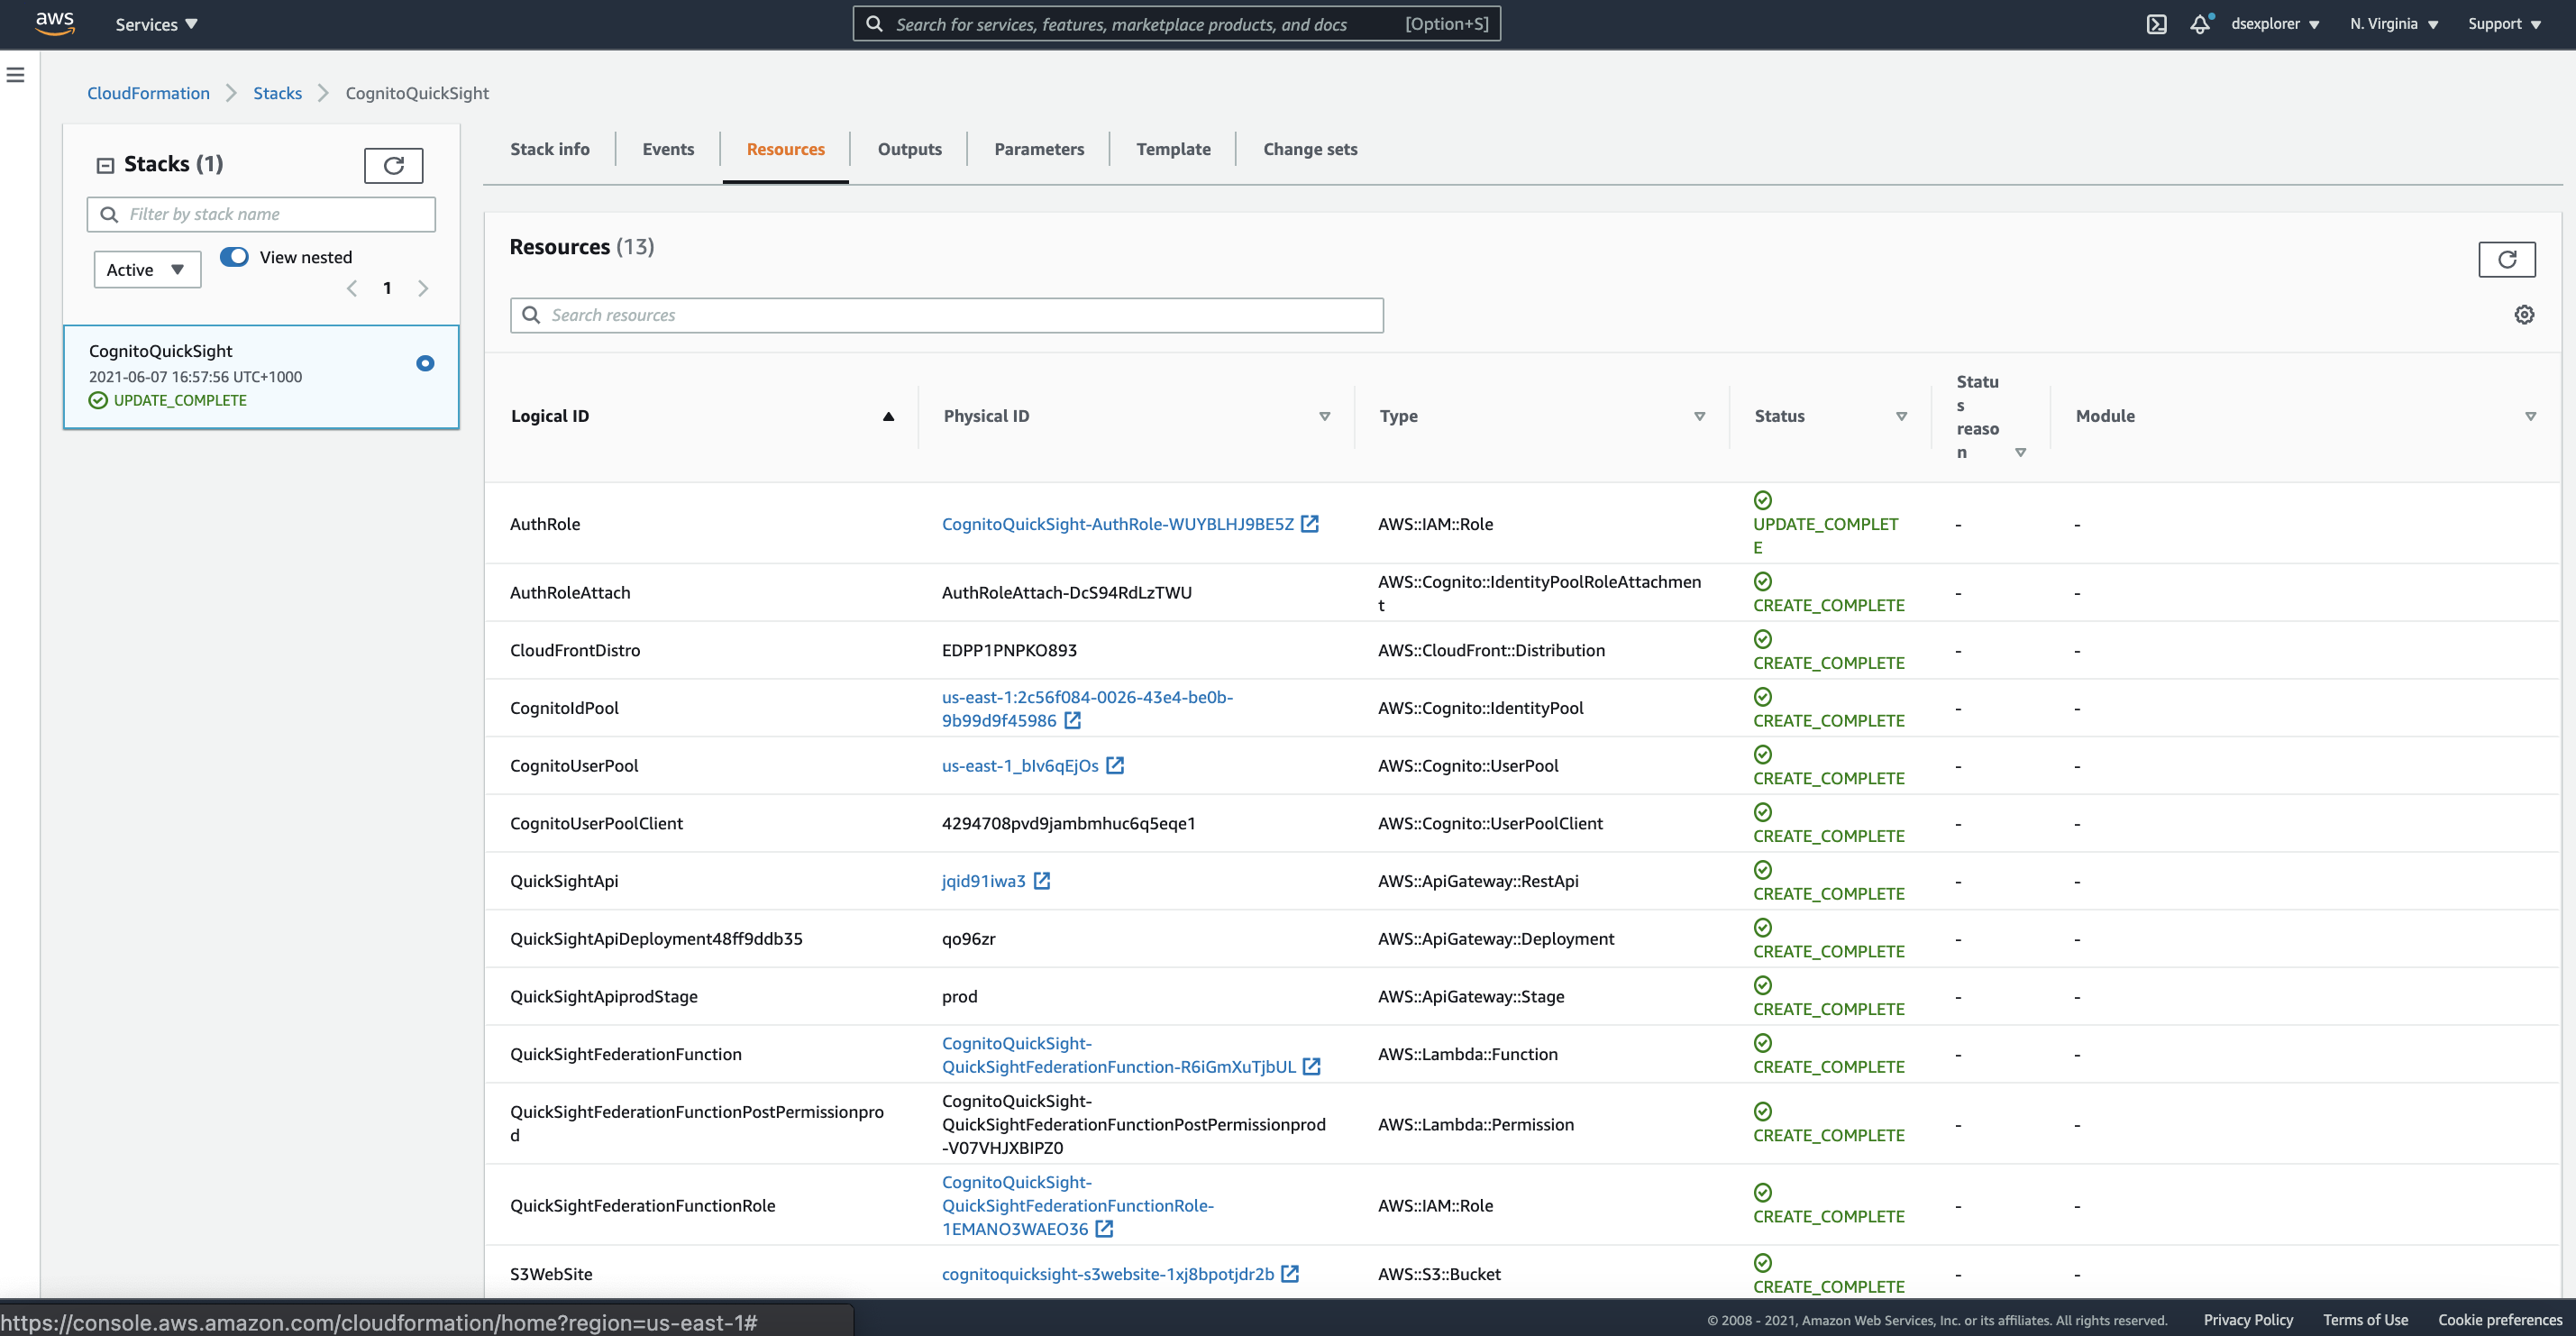 aws
Services
Search for services, features, marketplace products, and docs [Option+S]
dsexplorer
N. Virginia
Support
CloudFormation
Stacks
CognitoQuickSight
Stacks (1)
Filter by stack name
Active
View nested
1
CognitoQuickSight
2021-06-07 16:57:56 UTC+1000
UPDATE_COMPLETE
Stack info
Events
Resources
Outputs
Parameters
Template
Change sets
Resources (13)
Search resources
Logical ID
Physical ID
Type
Status
Statu
s
reaso
n
Module
AuthRole
CognitoQuickSight-AuthRole-WUYBLHJ9BE5Z
AWS::IAM::Role
UPDATE_COMPLET
E
-
-
AuthRoleAttach
AuthRoleAttach-DcS94RdLzTWU
AWS::Cognito::IdentityPoolRoleAttachmen
t
CREATE_COMPLETE
-
-
CloudFrontDistro
EDPP1PNPKO893
AWS::CloudFront::Distribution
CREATE_COMPLETE
-
-
CognitoIdPool
us-east-1:2c56f084-0026-43e4-be0b-
9b99d9f45986
AWS::Cognito::IdentityPool
CREATE_COMPLETE
-
-
CognitoUserPool
us-east-1_bIv6qEjOs
AWS::Cognito::UserPool
CREATE_COMPLETE
-
-
CognitoUserPoolClient
4294708pvd9jambmhuc6q5eqe1
AWS::Cognito::UserPoolClient
CREATE_COMPLETE
-
-
QuickSightApi
jqid91iwa3
AWS::ApiGateway::RestApi
CREATE_COMPLETE
-
-
QuickSightApiDeployment48ff9ddb35
qo96zr
AWS::ApiGateway::Deployment
CREATE_COMPLETE
-
-
QuickSightApiprodStage
prod
AWS::ApiGateway::Stage
CREATE_COMPLETE
-
-
QuickSightFederationFunction
CognitoQuickSight-
QuickSightFederationFunction-R6iGmXuTjbUL
AWS::Lambda::Function
CREATE_COMPLETE
-
-
QuickSightFederationFunctionPostPermissionpro
d
CognitoQuickSight-
QuickSightFederationFunctionPostPermissionprod
-V07VHJXBIPZ0
AWS::Lambda::Permission
CREATE_COMPLETE
-
-
QuickSightFederationFunctionRole
CognitoQuickSight-
QuickSightFederationFunctionRole-
1EMANO3WAEO36
AWS::IAM::Role
CREATE_COMPLETE
-
-
S3WebSite
cognitoquicksight-s3website-1xj8bpotjdr2b
AWS::S3::Bucket
CREATE_COMPLETE
-
-
https://console.aws.amazon.com/cloudformation/home?region=us-east-1#
© 2008 - 2021, Amazon Web Services, Inc. or its affiliates. All rights reserved.
Privacy Policy
Terms of Use
Cookie preferences